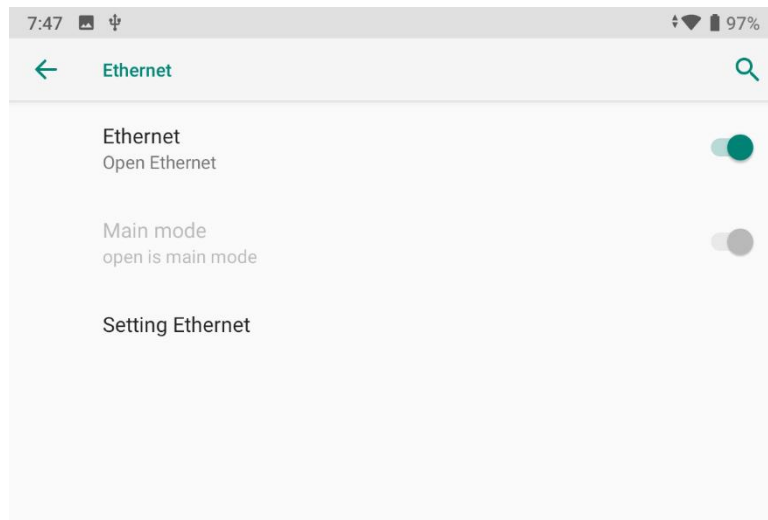 7:47 97%
Ethernet
Ethernet
Open Ethernet
Main mode
open is main mode
Setting Ethernet